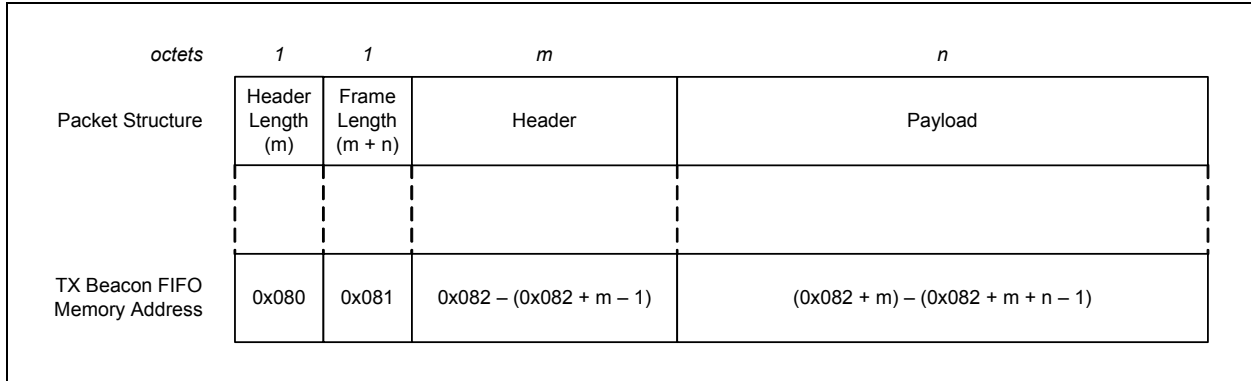 octets 1 1 m n
Packet Structure
Header
Length
(m)
Frame
Length
(m + n)
Header
Payload
TX Beacon FIFO
Memory Address
0x080
0x081
0x082 – (0x082 + m – 1)
(0x082 + m) – (0x082 + m + n – 1)